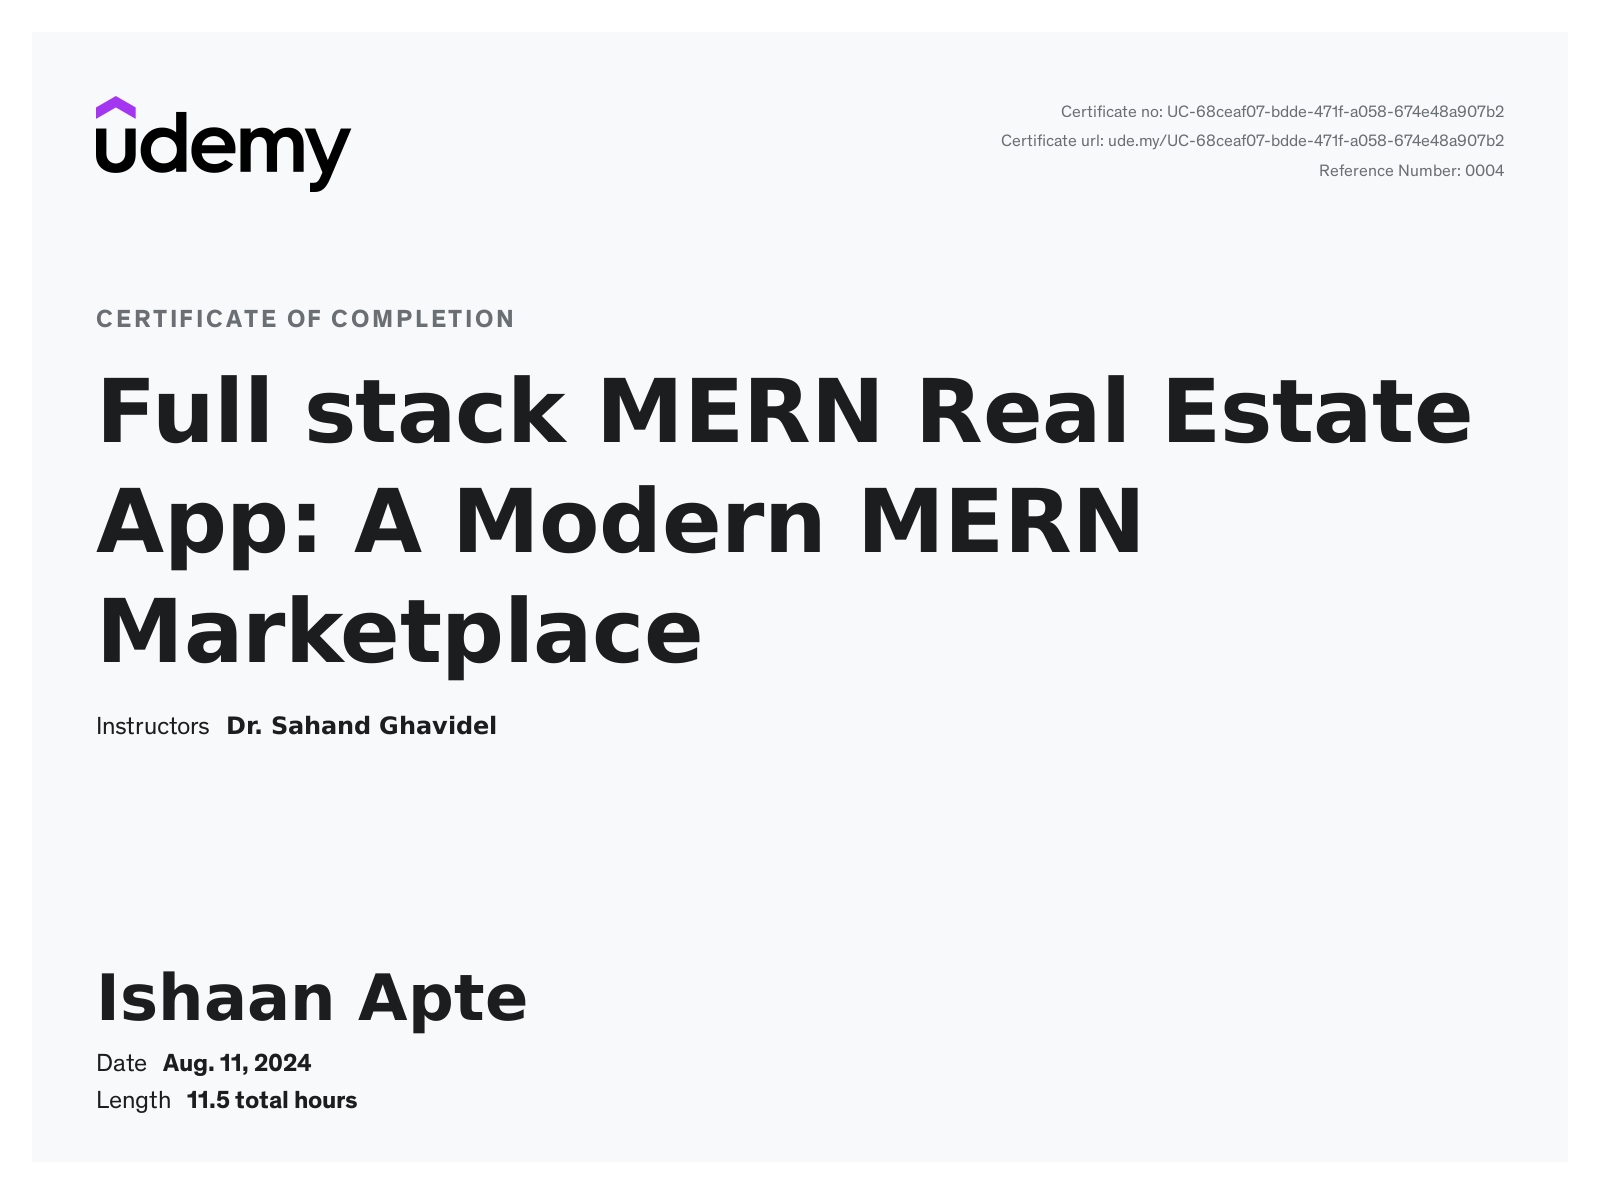 udemy
Certificate no: UC-68ceaf07-bdde-471f-a058-674e48a907b2
Certificate url: ude.my/UC-68ceaf07-bdde-471f-a058-674e48a907b2
Reference Number: 0004
CERTIFICATE OF COMPLETION
Full stack MERN Real Estate
App: A Modern MERN
Marketplace
Instructors Dr. Sahand Ghavidel
Ishaan Apte
Date Aug. 11, 2024
Length 11.5 total hours